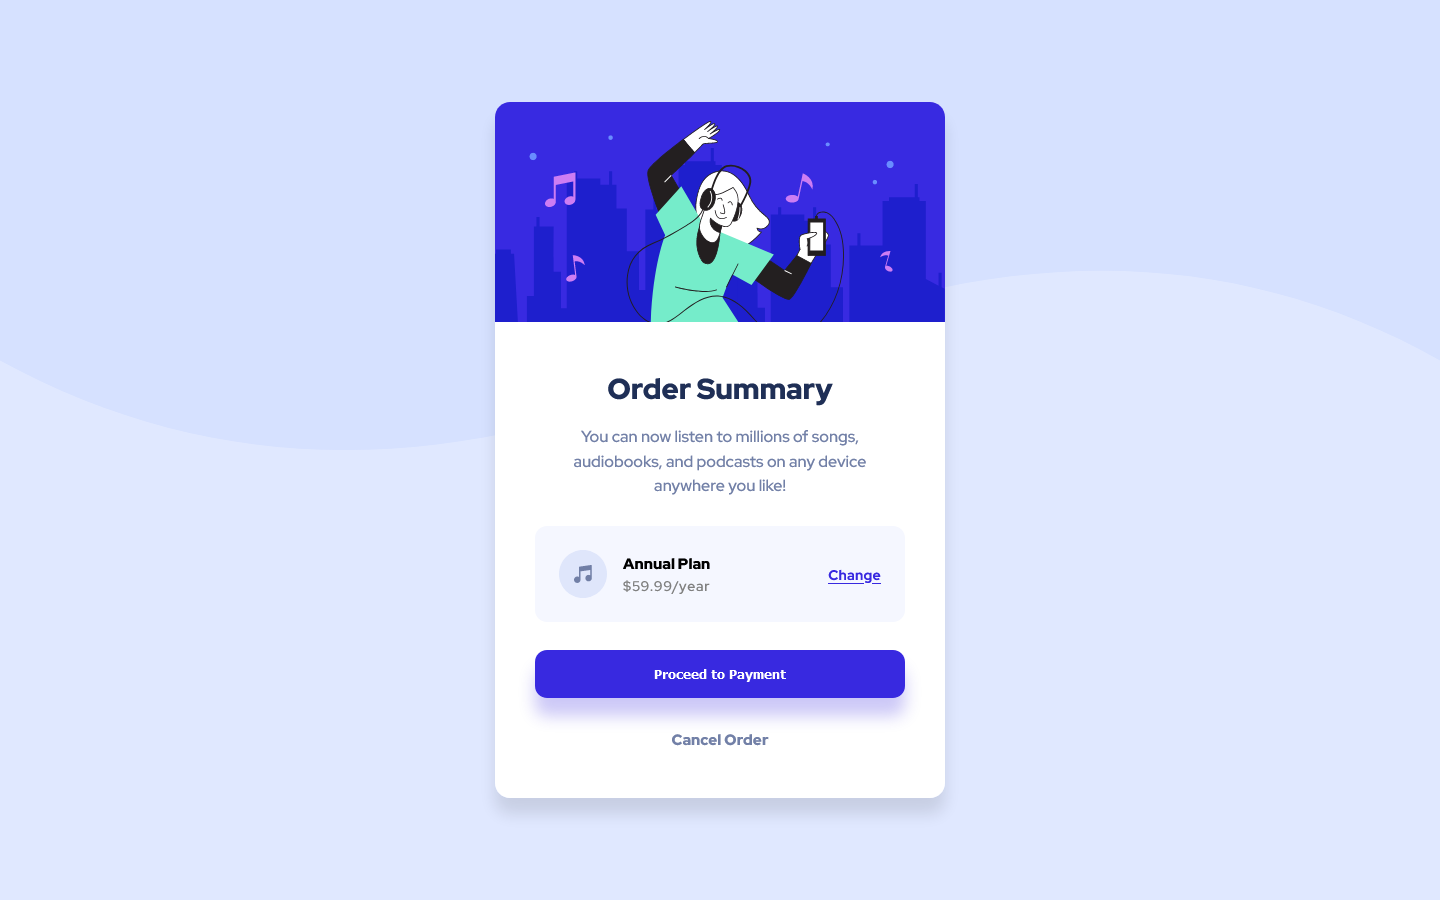 Order Summary
You can now listen to millions of songs,
audiobooks, and podcasts on any device
anywhere you like!
Annual Plan
$59.99/year
Change
Proceed to Payment
Cancel Order